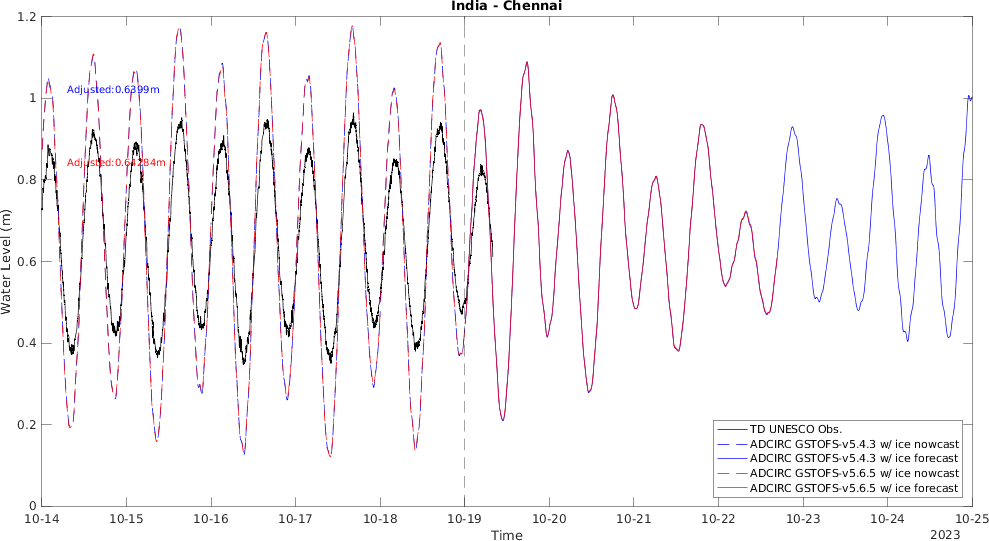 India - Chennai
Water Level (m)
1.2
1
0.8
0.6
0.4
0.2
0
Adjusted:0.6399m
Adjusted:0.64284m
TD UNESCO Obs.
ADCIRC GSTOFS-v5.4.3 w/ ice nowcast
ADCIRC GSTOFS-v5.4.3 w/ ice forecast
ADCIRC GSTOFS-v5.6.5 w/ ice nowcast
ADCIRC GSTOFS-v5.6.5 w/ ice forecast
10-14 10-15 10-16 10-17 10-18 10-19 10-20 10-21 10-22 10-23 10-24 10-25
Time
2023